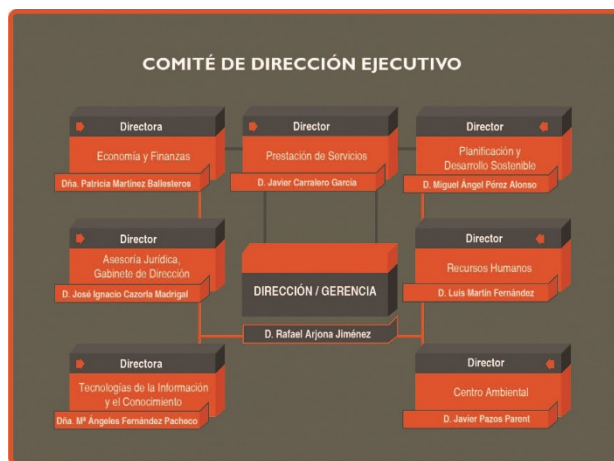 COMITÉ DE DIRECCIÓN EJECUTIVO
Directora
Economía y Finanzas
Dña. Patricia Martínez Ballesteros
Director
Prestación de Servicios
D. Javier Carralero García
Director
Planificación y
Desarrollo Sostenible
D. Miguel Ángel Pérez Alonso
Director
Asesoría Jurídica,
Gabinete de Dirección
D. José Ignacio Cazorla Madrigal
DIRECCIÓN / GERENCIA
D. Rafael Arjona Jiménez
Director
Recursos Humanos
D. Luis Martín Fernández
Directora
Tecnologías de la Información
y el Conocimiento
Dña. Mª Ángeles Fernández Pacheco
Director
Centro Ambiental
D. Javier Pazos Parent